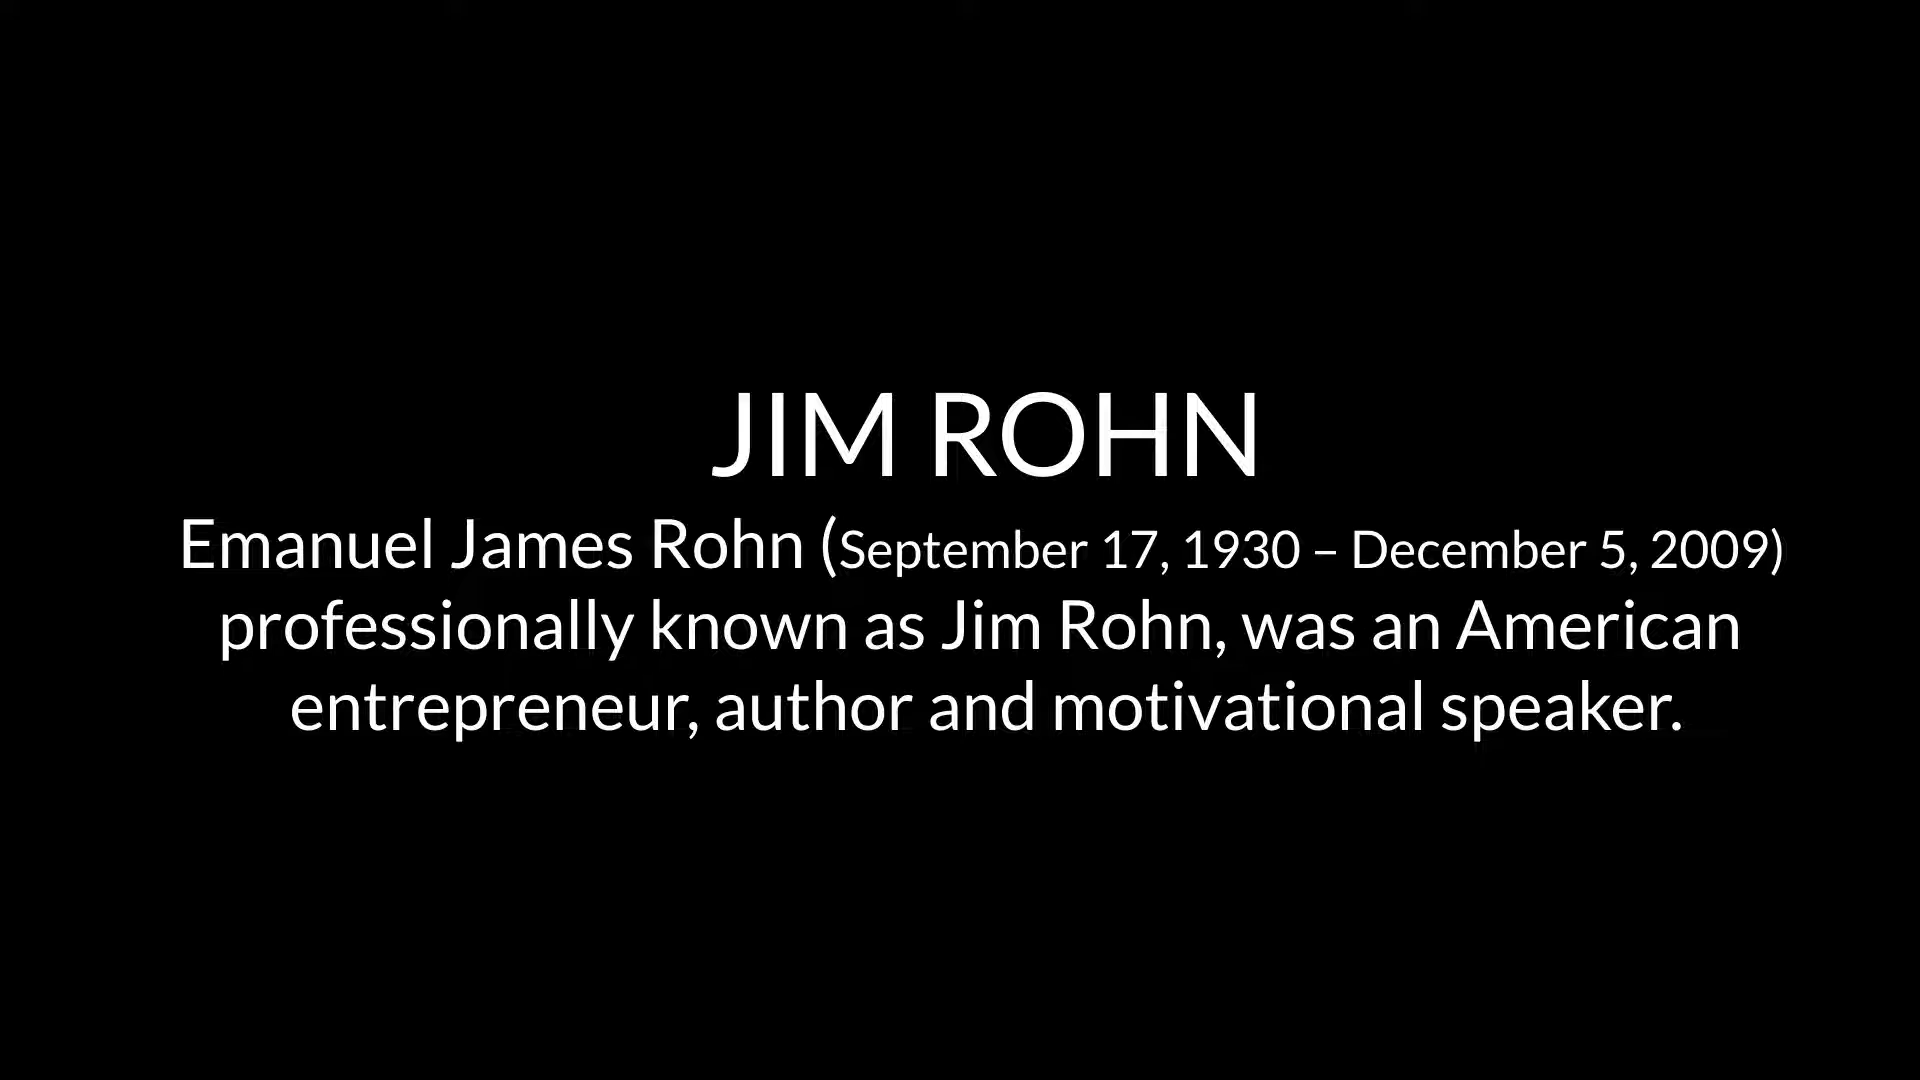 JIM ROHN
Emanuel James Rohn (September 17, 1930 – December 5, 2009)
professionally known as Jim Rohn, was an American
entrepreneur, author and motivational speaker.